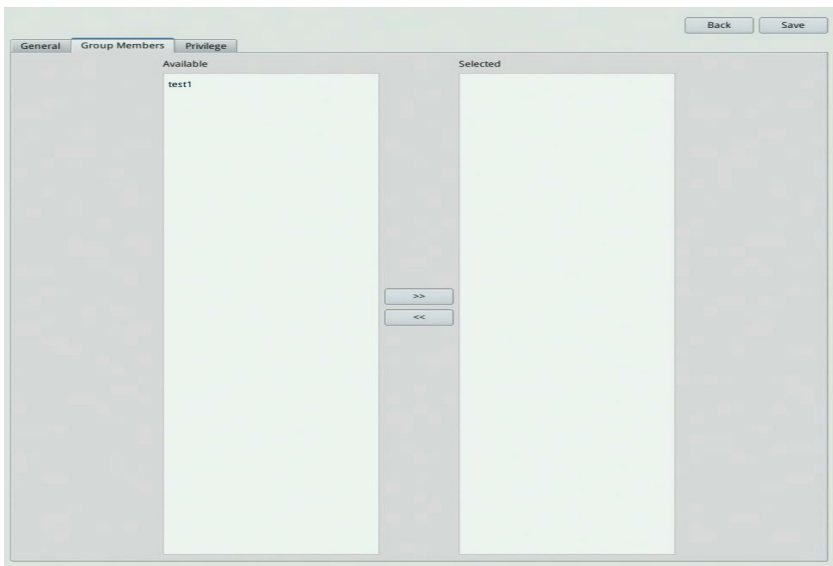 Back Save
General Group Members Privilege
Available Selected
test1
>>
<<